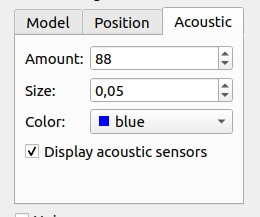 Model Position Acoustic
Amount: 88
Size: 0,05
Color: blue
Display acoustic sensors